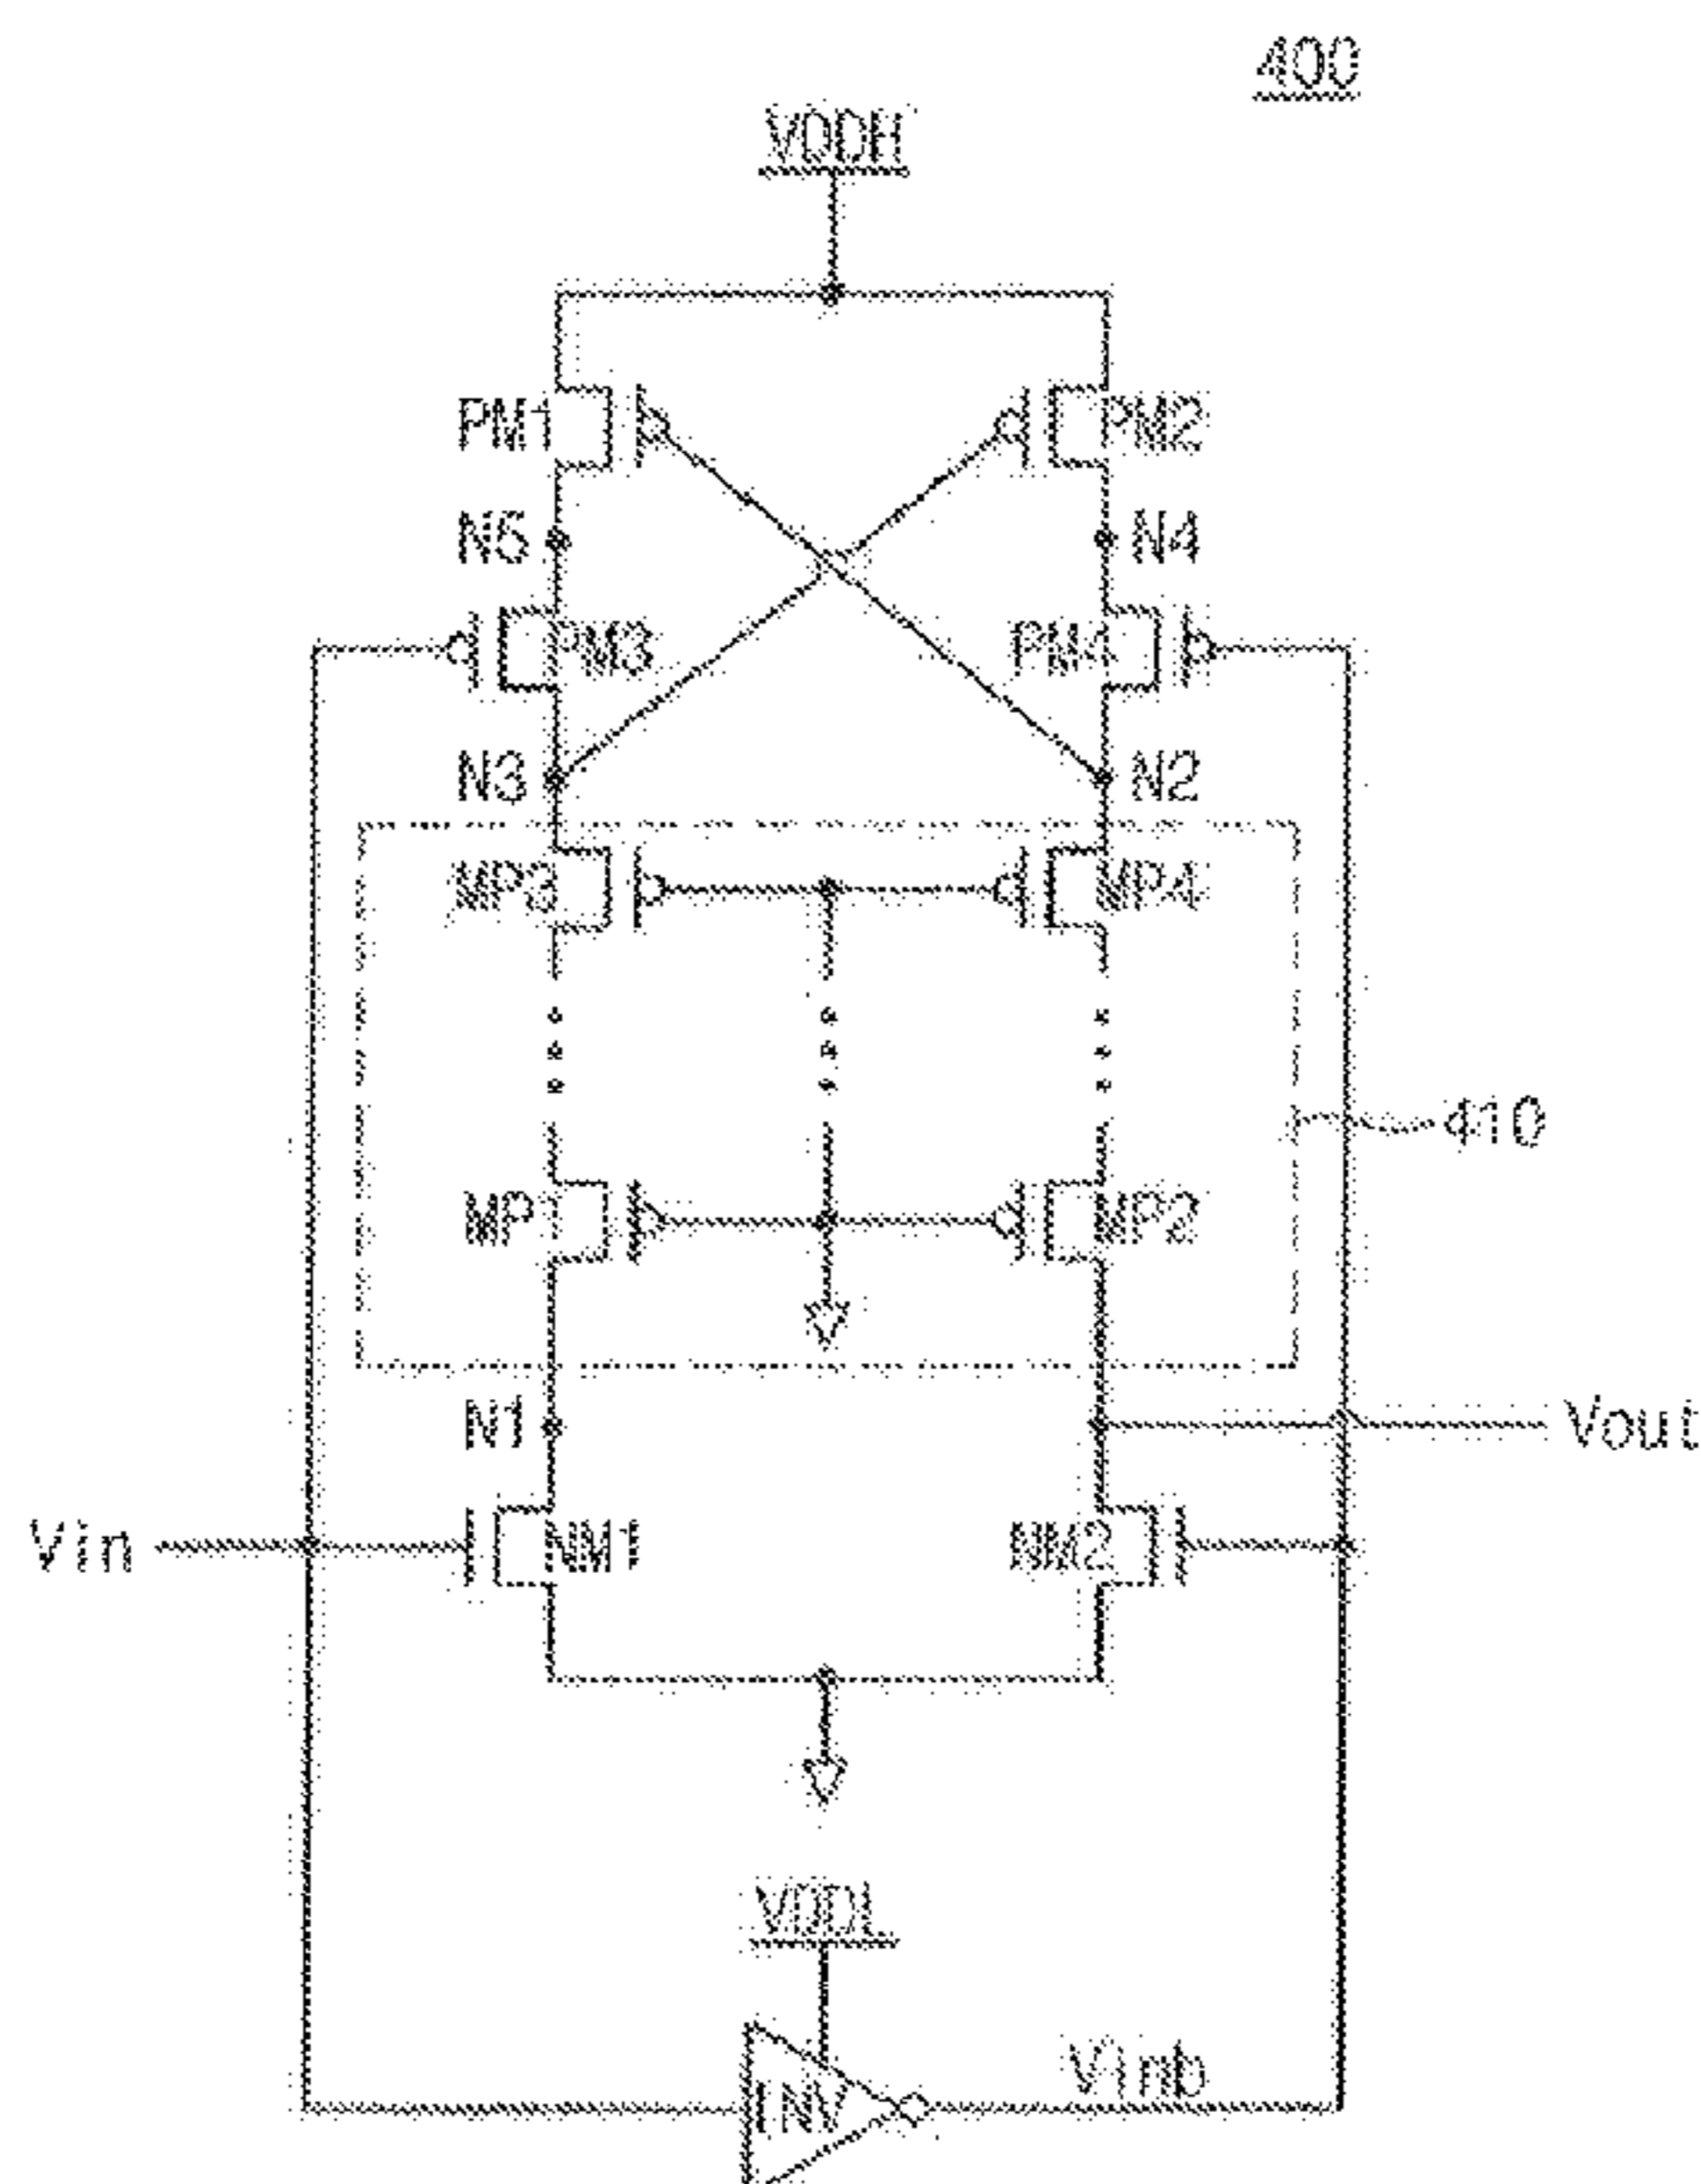 400
VDDH
PM1
PM2
N5
N4
PM3
PM4
N3
N2
MP3
MP4
410
MP1
MP2
N1
Vout
Vin
NM1
NM2
VDDL
INV
Vinb